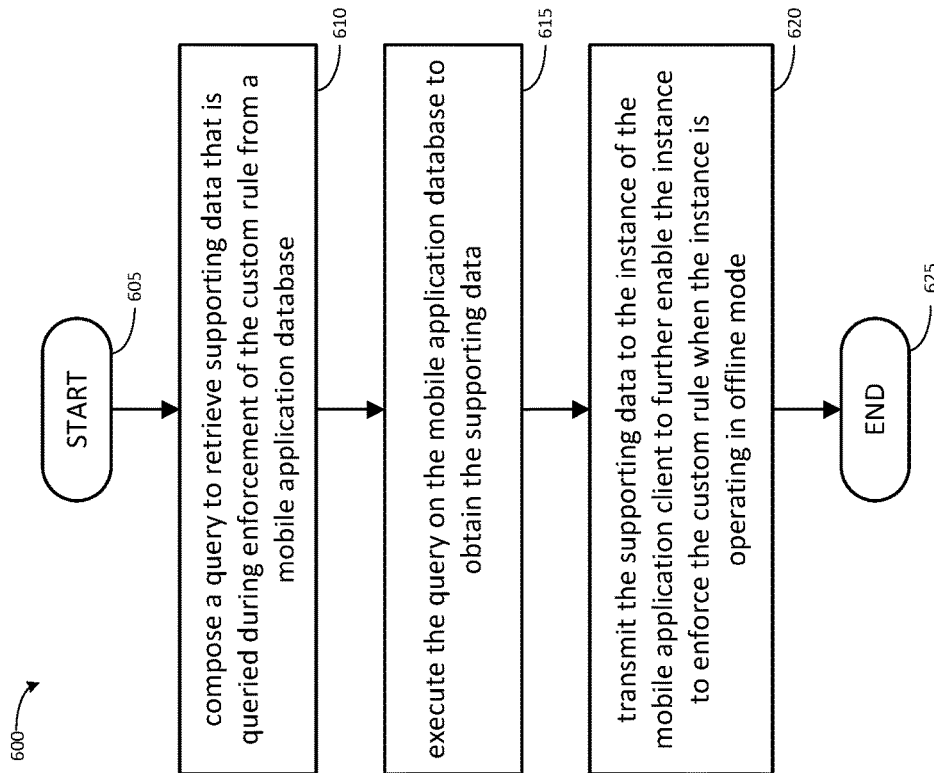 600
START
605
compose a query to retrieve supporting data that is
queried during enforcement of the custom rule from a
mobile application database
610
execute the query on the mobile application database to
obtain the supporting data
615
transmit the supporting data to the instance of the
mobile application client to further enable the instance
to enforce the custom rule when the instance is
operating in offline mode
620
END
625